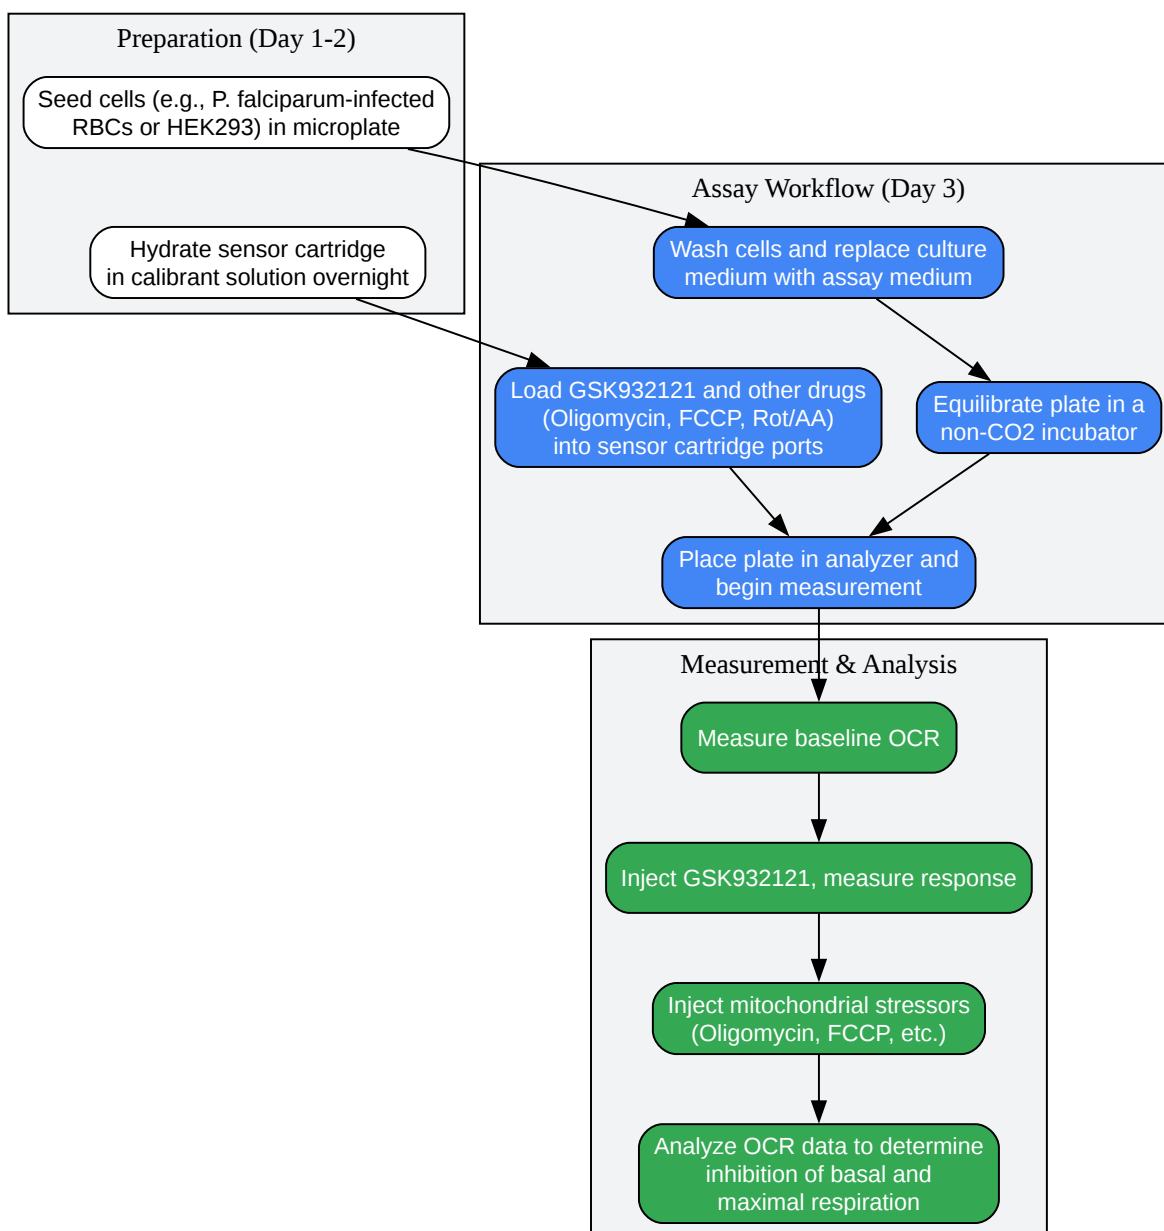 Preparation (Day 1-2)
Seed cells (e.g., P. falciparum-infected
RBCs or HEK293) in microplate
Hydrate sensor cartridge
in calibrant solution overnight
Assay Workflow (Day 3)
Wash cells and replace culture
medium with assay medium
Load GSK932121 and other drugs
(Oligomycin, FCCP, Rot/AA)
into sensor cartridge ports
Equilibrate plate in a
non-CO2 incubator
Place plate in analyzer and
begin measurement
Measurement & Analysis
Measure baseline OCR
Inject GSK932121, measure response
Inject mitochondrial stressors
(Oligomycin, FCCP, etc.)
Analyze OCR data to determine
inhibition of basal and
maximal respiration